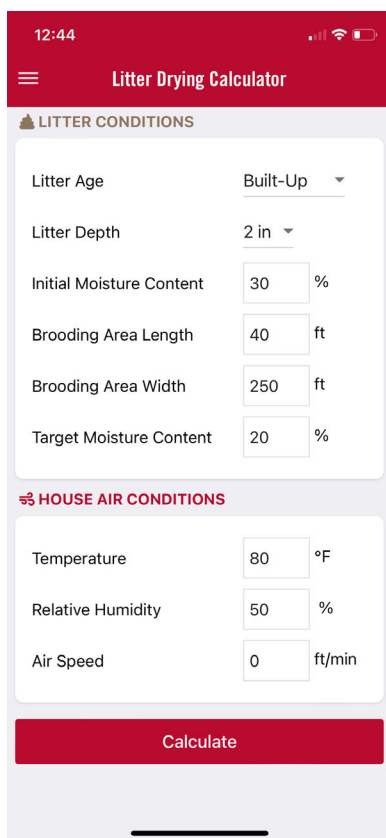 12:44
Litter Drying Calculator
LITTER CONDITIONS
Litter Age Built-Up
Litter Depth 2 in
Initial Moisture Content 30 %
Brooding Area Length 40 ft
Brooding Area Width 250 ft
Target Moisture Content 20 %
HOUSE AIR CONDITIONS
Temperature 80 °F
Relative Humidity 50 %
Air Speed 0 ft/min
Calculate